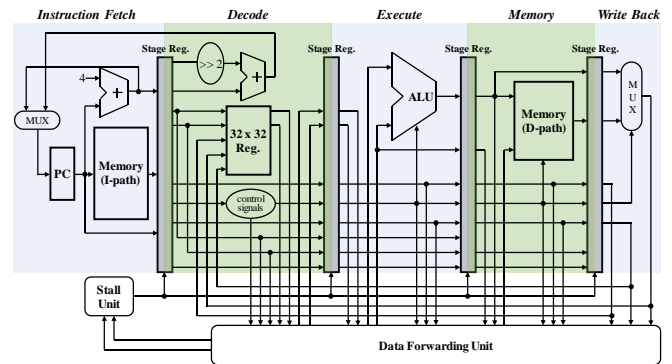 Instruction Fetch
Decode
Execute
Memory
Write Back
Stage Reg.
Stage Reg.
Stage Reg.
Stage Reg.
4
+
>> 2
+
ALU
MUX
PC
Memory
(I-path)
32 x 32
Reg.
control
signals
Memory
(D-path)
M
U
X
Stall
Unit
Data Forwarding Unit